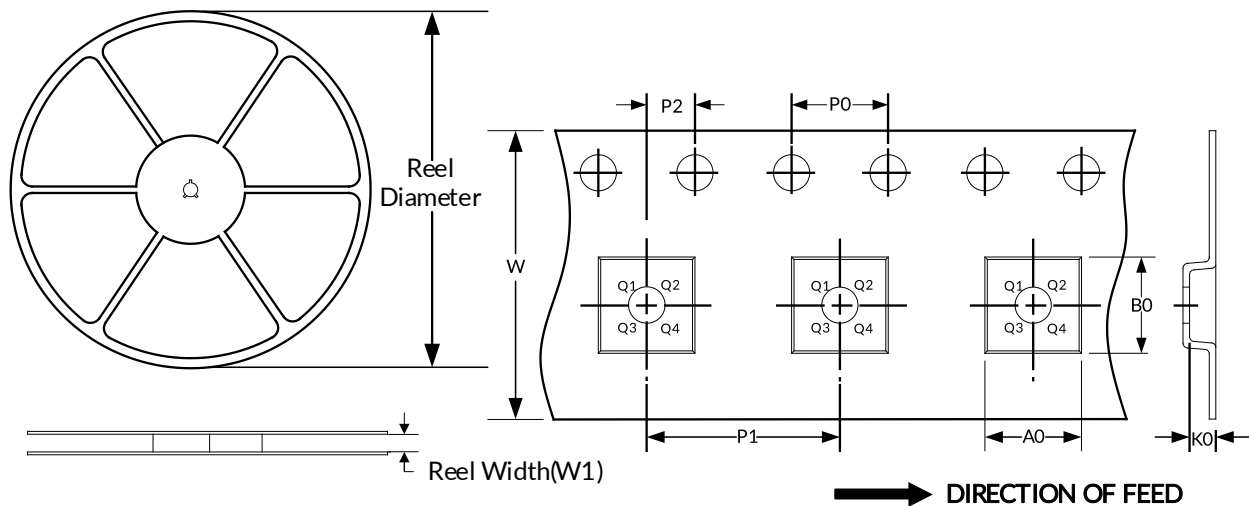 P2
P0
Reel
Diameter
W
Q1 Q2
Q3 Q4
Q1 Q2
Q3 Q4
Q1 Q2
Q3 Q4
B0
P1
A0
K0
Reel Width(W1)
DIRECTION OF FEED